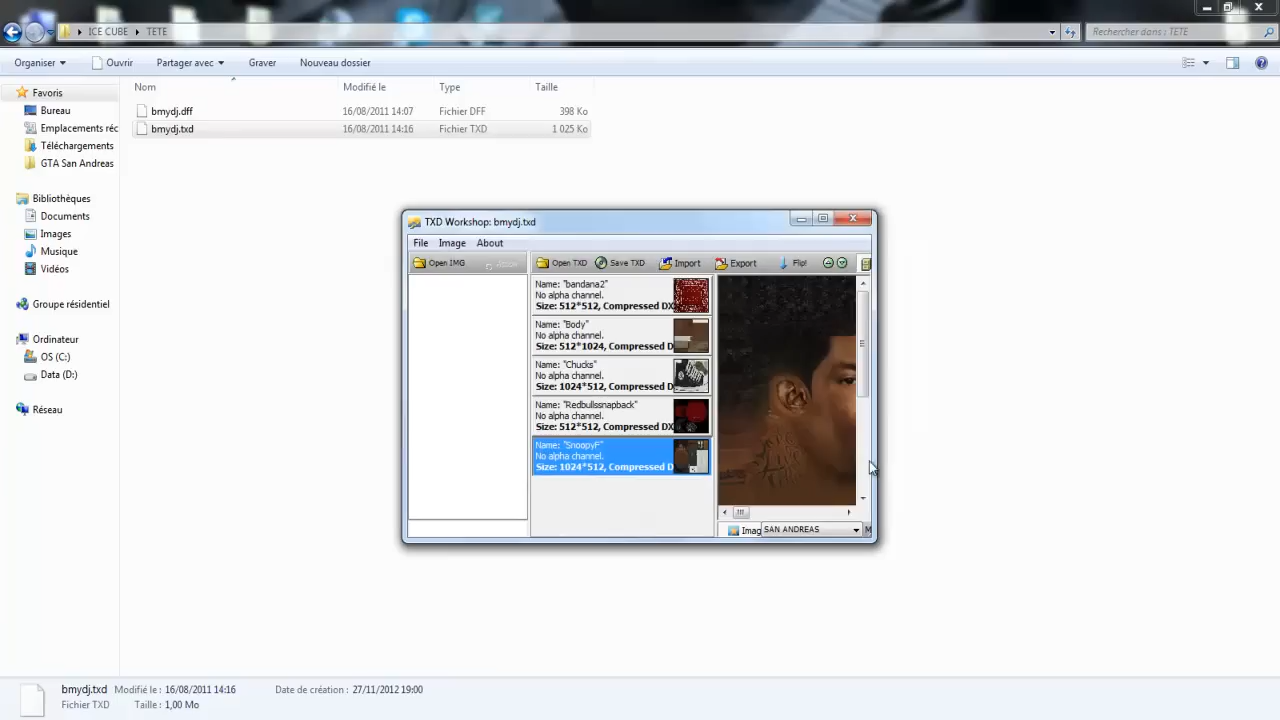 ICE CUBE TETE
Rechercher dans : TETE
Organiser Ouvrir Partager avec Graver Nouveau dossier
Nom Modifié le Type Taille
Favoris
Bureau
Emplacements réc
Téléchargements
GTA San Andreas
Bibliothèques
Documents
Images
Musique
Vidéos
Groupe résidentiel
Ordinateur
OS (C:)
Data (D:)
Réseau
bmydj.dff 16/08/2011 14:07 Fichier DFF 398 Ko
bmydj.txd 16/08/2011 14:16 Fichier TXD 1 025 Ko
TXD Workshop: bmydj.txd
File Image About
Open IMG
Open TXD Save TXD Import Export Flip!
Name: "bandana2"
No alpha channel.
Size: 512*512, Compressed DX
Name: "Body"
No alpha channel.
Size: 512*1024, Compressed D
Name: "Chucks"
No alpha channel.
Size: 1024*512, Compressed D
Name: "Redbullssnapback"
No alpha channel.
Size: 512*512, Compressed DX
Name: "SnoopyF"
No alpha channel.
Size: 1024*512, Compressed D
Imag SAN ANDREAS M
bmydj.txd Modifié le : 16/08/2011 14:16 Date de création : 27/11/2012 19:00
Fichier TXD Taille : 1,00 Mo